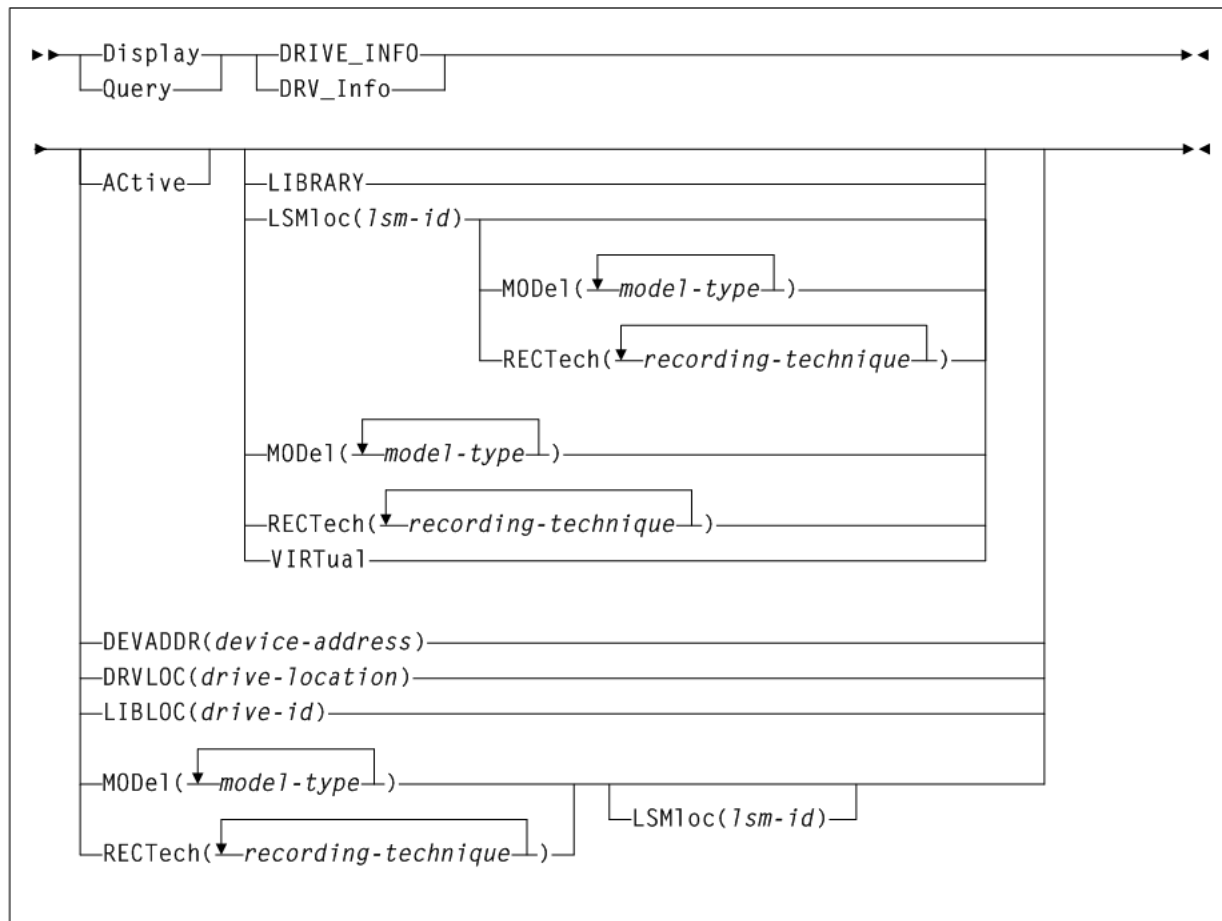 Display DRIVE_INFO
Query DRV_Info
ACtive LIBRARY
LSMloc(lsm-id)
MODel( model-type )
RECTech( recording-technique )
MODel( model-type )
RECTech( recording-technique )
VIRTual
DEVADDR(device-address)
DRVLOC(drive-location)
LIBLOC(drive-id)
MODel( model-type )
LSMloc(lsm-id)
RECTech( recording-technique )